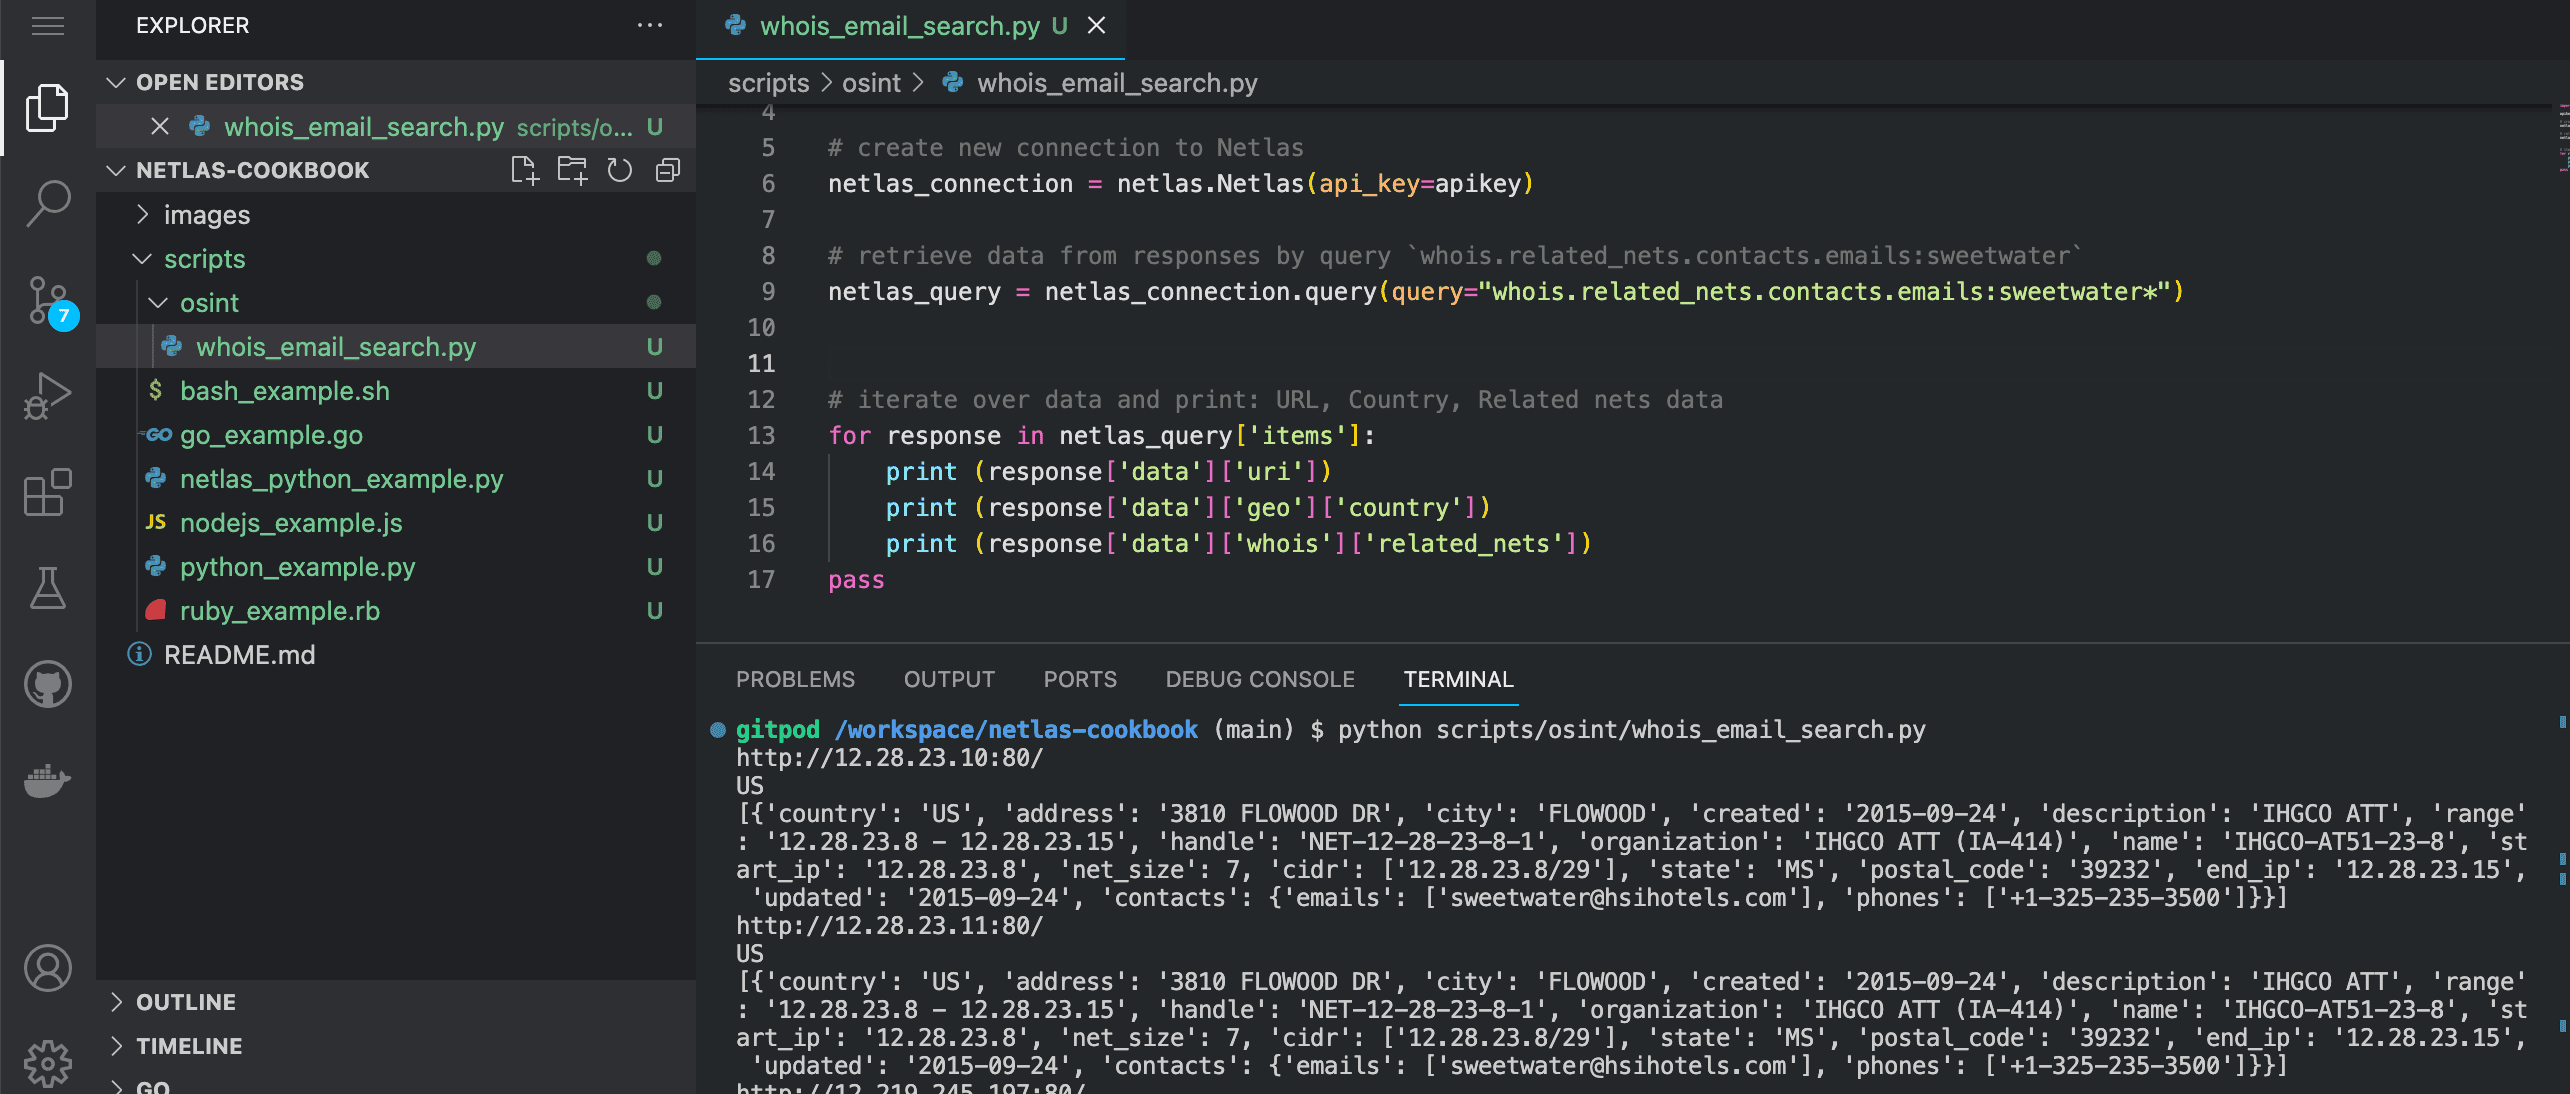 EXPLORER
OPEN EDITORS
whois_email_search.py scripts/o... U
NETLAS-COOKBOOK
images
scripts
osint
whois_email_search.py U
$ bash_example.sh U
GO go_example.go U
netlas_python_example.py U
JS nodejs_example.js U
python_example.py U
ruby_example.rb U
README.md
7
OUTLINE
TIMELINE
GO
whois_email_search.py U
scripts > osint > whois_email_search.py
4
5 # create new connection to Netlas
6 netlas_connection = netlas.Netlas(api_key=apikey)
7
8 # retrieve data from responses by query `whois.related_nets.contacts.emails:sweetwater`
9 netlas_query = netlas_connection.query(query="whois.related_nets.contacts.emails:sweetwater*")
10
11
12 # iterate over data and print: URL, Country, Related nets data
13 for response in netlas_query['items']:
14 print (response['data']['uri'])
15 print (response['data']['geo']['country'])
16 print (response['data']['whois']['related_nets'])
17 pass
PROBLEMS OUTPUT PORTS DEBUG CONSOLE TERMINAL
gitpod /workspace/netlas-cookbook (main) $ python scripts/osint/whois_email_search.py
http://12.28.23.10:80/
US
[{'country': 'US', 'address': '3810 FLOWOOD DR', 'city': 'FLOWOOD', 'created': '2015-09-24', 'description': 'IHGCO ATT', 'range'
: '12.28.23.8 - 12.28.23.15', 'handle': 'NET-12-28-23-8-1', 'organization': 'IHGCO ATT (IA-414)', 'name': 'IHGCO-AT51-23-8', 'st
art_ip': '12.28.23.8', 'net_size': 7, 'cidr': ['12.28.23.8/29'], 'state': 'MS', 'postal_code': '39232', 'end_ip': '12.28.23.15',
'updated': '2015-09-24', 'contacts': {'emails': ['sweetwater@hsihotels.com'], 'phones': ['+1-325-235-3500']}}]
http://12.28.23.11:80/
US
[{'country': 'US', 'address': '3810 FLOWOOD DR', 'city': 'FLOWOOD', 'created': '2015-09-24', 'description': 'IHGCO ATT', 'range'
: '12.28.23.8 - 12.28.23.15', 'handle': 'NET-12-28-23-8-1', 'organization': 'IHGCO ATT (IA-414)', 'name': 'IHGCO-AT51-23-8', 'st
art_ip': '12.28.23.8', 'net_size': 7, 'cidr': ['12.28.23.8/29'], 'state': 'MS', 'postal_code': '39232', 'end_ip': '12.28.23.15',
'updated': '2015-09-24', 'contacts': {'emails': ['sweetwater@hsihotels.com'], 'phones': ['+1-325-235-3500']}}]
http://12.219.245.197:80/